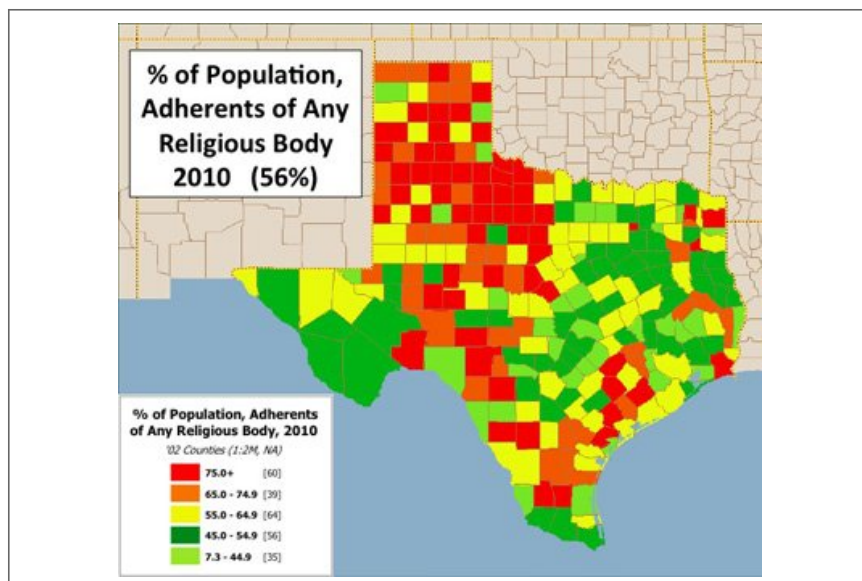 % of Population,
Adherents of Any
Religious Body
2010 (56%)
% of Population, Adherents
of Any Religious Body, 2010
'02 Counties (1:2M, NA)
75.0+ [60]
65.0 - 74.9 [39]
55.0 - 64.9 [64]
45.0 - 54.9 [56]
7.3 - 44.9 [35]